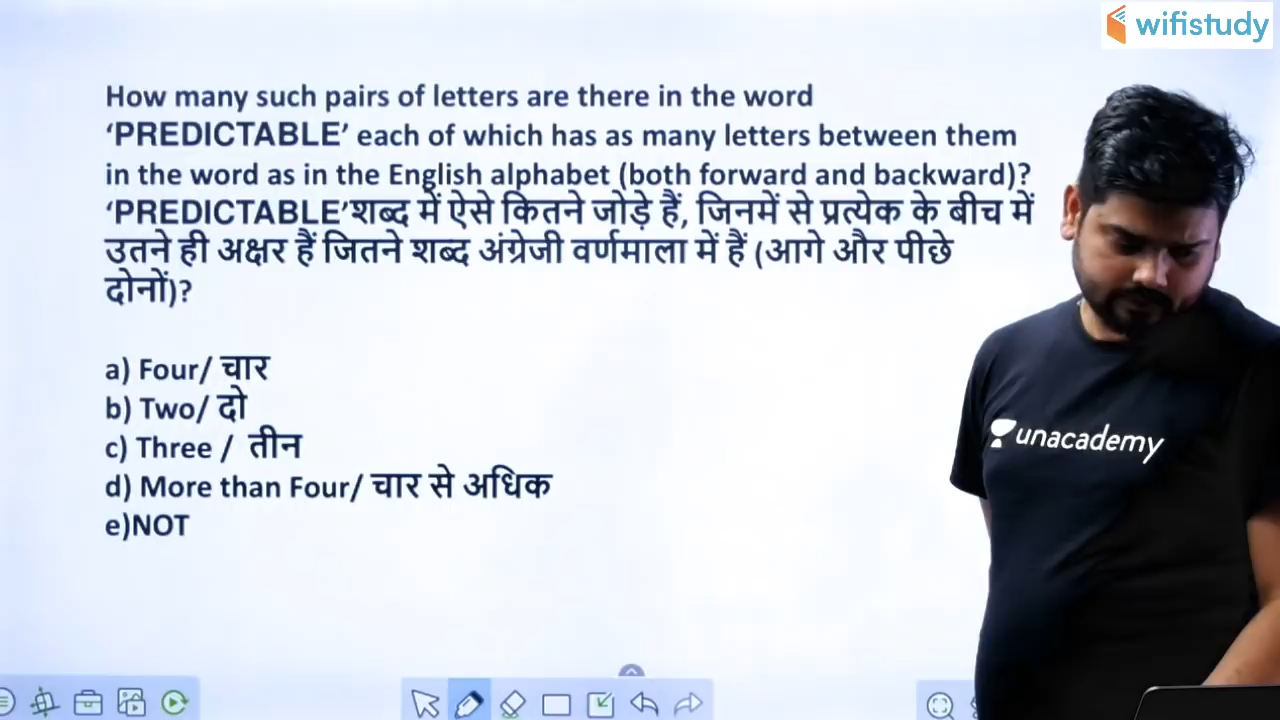 wifistudy
How many such pairs of letters are there in the word
‘PREDICTABLE’ each of which has as many letters between them
in the word as in the English alphabet (both forward and backward)?
‘PREDICTABLE’शब्द में ऐसे कितने जोड़े हैं, जिनमें से प्रत्येक के बीच में
उतने ही अक्षर हैं जितने शब्द अंग्रेजी वर्णमाला में हैं (आगे और पीछे
दोनों)?
a) Four/ चार
b) Two/ दो
c) Three / तीन
d) More than Four/ चार से अधिक
e)NOT
unacademy